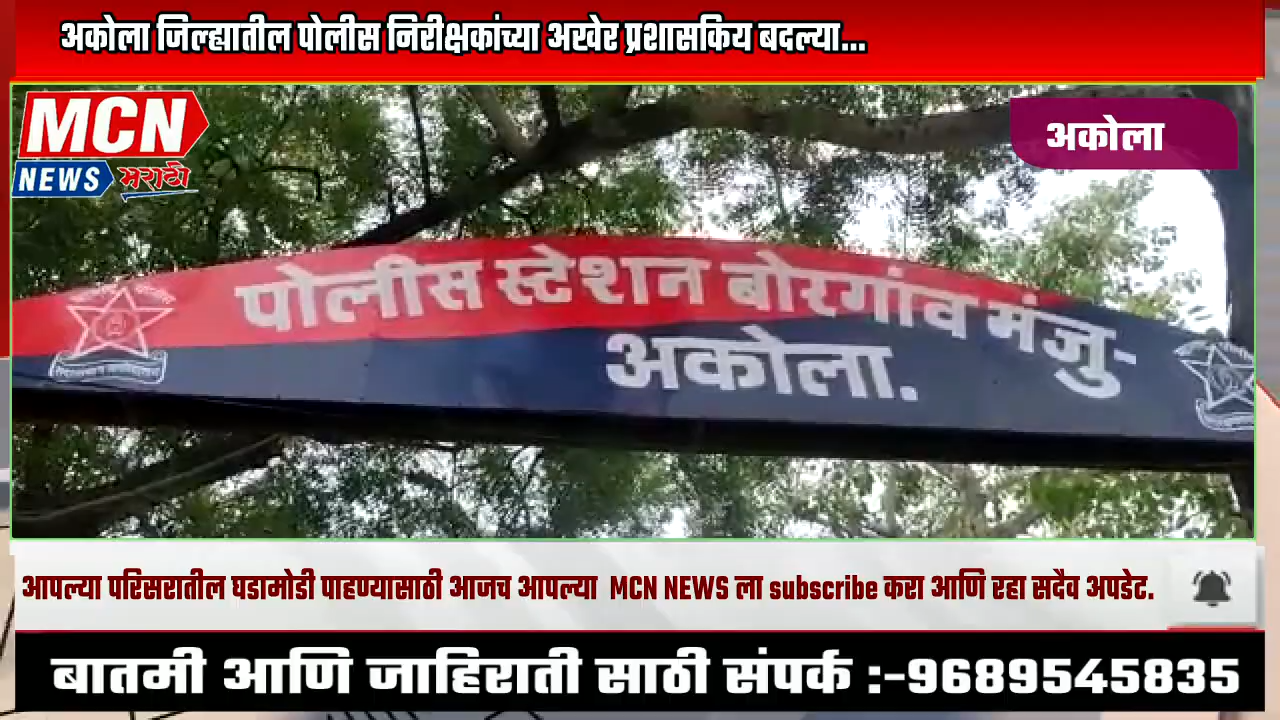 अकोला जिल्ह्यातील पोलीस निरीक्षकांच्या अखेर प्रशासकिय बदल्या...
MCN
NEWS मराठी
अकोला
पोलीस स्टेशन बोरगांव मंजु-
अकोला.
आपल्या परिसरातील घडामोडी पाहण्यासाठी आजच आपल्या MCN NEWS ला subscribe करा आणि रहा सदैव अपडेट.
बातमी आणि जाहिराती साठी संपर्क :-9689545835